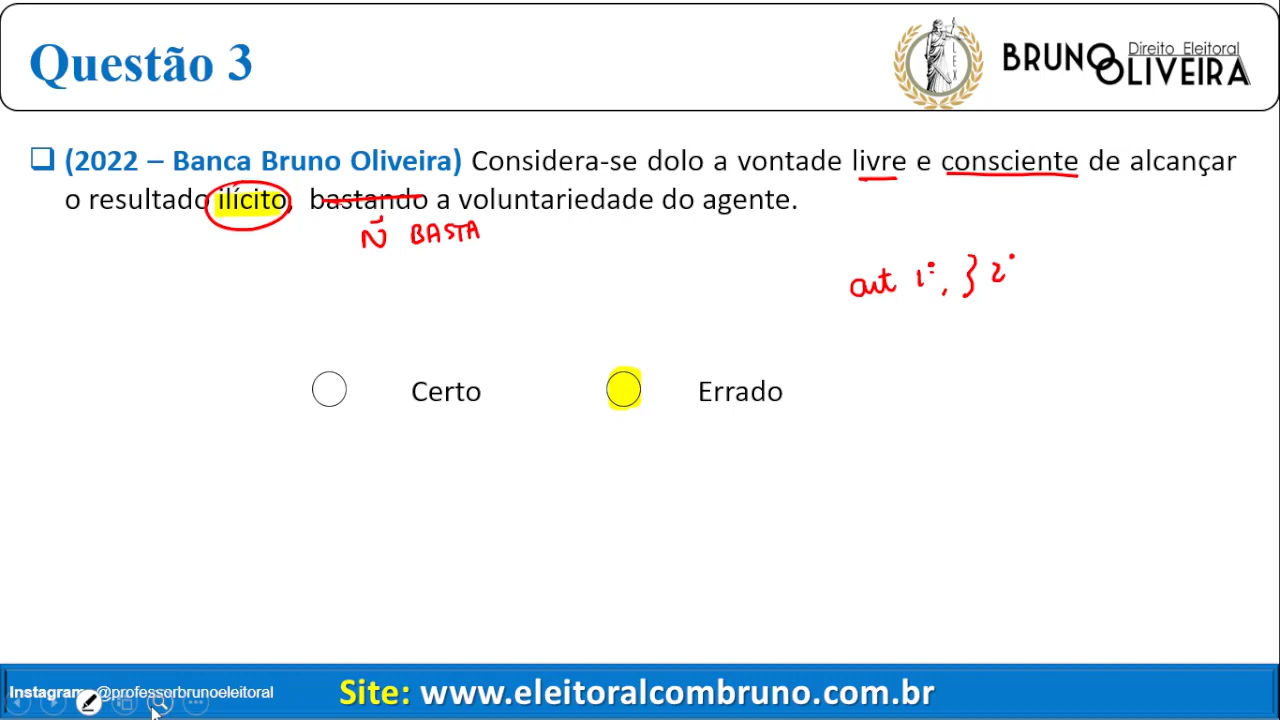 Questão 3
LEX
BRUNO Direito Eleitoral
OLIVEIRA
(2022 – Banca Bruno Oliveira) Considera-se dolo a vontade livre e consciente de alcançar
o resultado ilícito, bastando a voluntariedade do agente.
Ñ BASTA
art 1º, § 2º
Certo Errado
Instagram: @professorbrunoeleitoral
Site: www.eleitoralcombruno.com.br